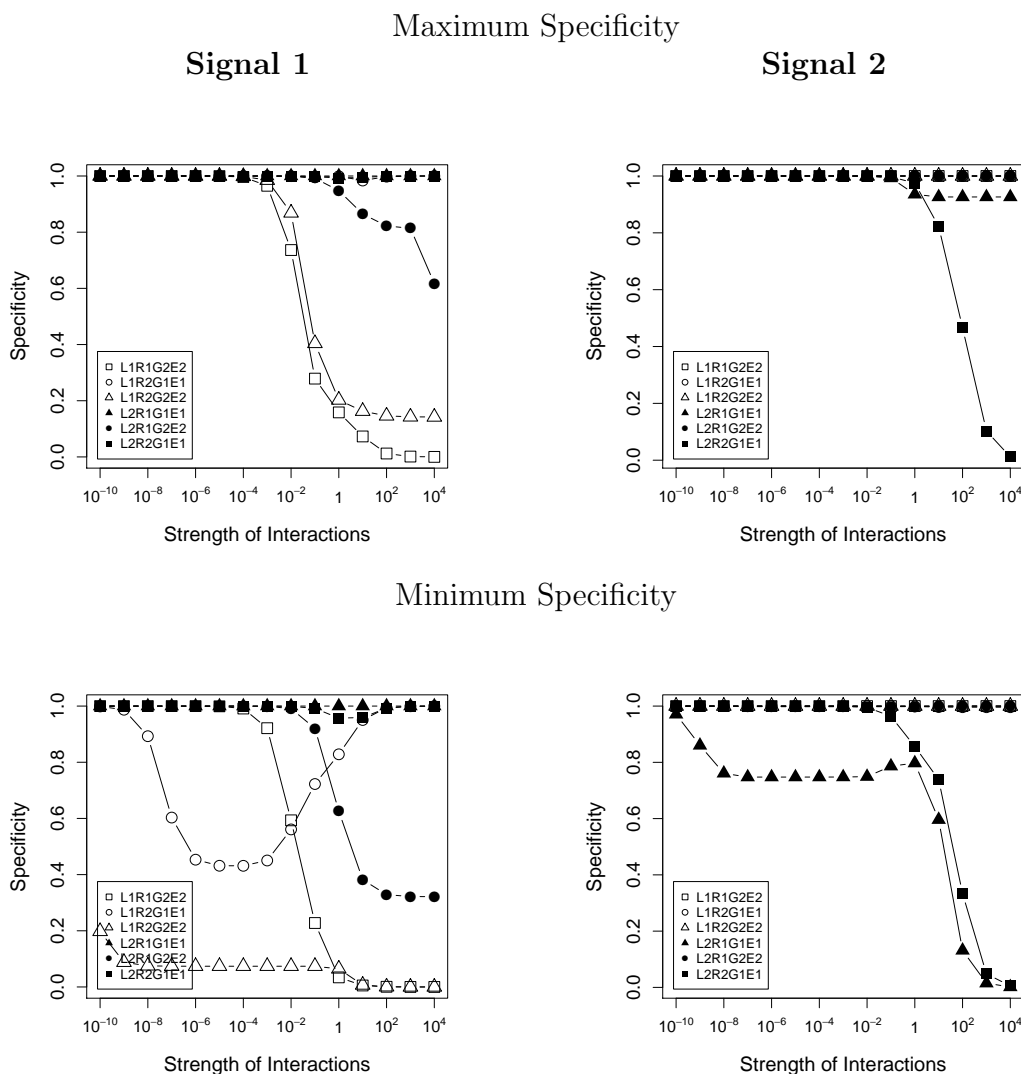 Maximum Specificity
Signal 1
Signal 2
Specificity
0.0 0.2 0.4 0.6 0.8 1.0
L1R1G2E2
L1R2G1E1
L1R2G2E2
L2R1G1E1
L2R1G2E2
L2R2G1E1
10⁻¹⁰ 10⁻⁸ 10⁻⁶ 10⁻⁴ 10⁻² 1 10² 10⁴
Strength of Interactions
Specificity
0.0 0.2 0.4 0.6 0.8 1.0
L1R1G2E2
L1R2G1E1
L1R2G2E2
L2R1G1E1
L2R1G2E2
L2R2G1E1
10⁻¹⁰ 10⁻⁸ 10⁻⁶ 10⁻⁴ 10⁻² 1 10² 10⁴
Strength of Interactions
Minimum Specificity
Specificity
0.0 0.2 0.4 0.6 0.8 1.0
L1R1G2E2
L1R2G1E1
L1R2G2E2
L2R1G1E1
L2R1G2E2
L2R2G1E1
10⁻¹⁰ 10⁻⁸ 10⁻⁶ 10⁻⁴ 10⁻² 1 10² 10⁴
Strength of Interactions
Specificity
0.0 0.2 0.4 0.6 0.8 1.0
L1R1G2E2
L1R2G1E1
L1R2G2E2
L2R1G1E1
L2R1G2E2
L2R2G1E1
10⁻¹⁰ 10⁻⁸ 10⁻⁶ 10⁻⁴ 10⁻² 1 10² 10⁴
Strength of Interactions